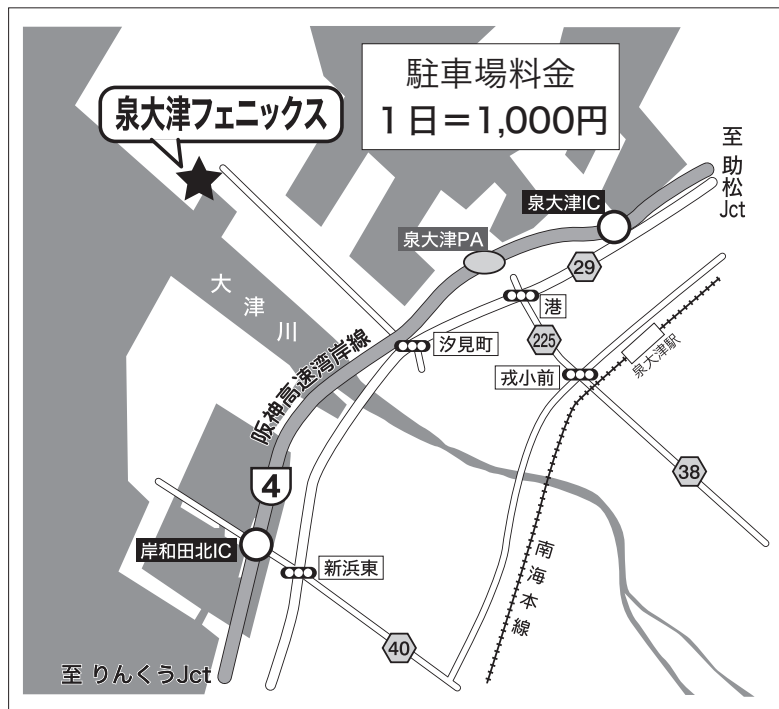 駐車場料金
1日＝1,000円
泉大津フェニックス
至 助松Jct
泉大津IC
泉大津PA
29
大津川
港
225
汐見町
戎小前
泉大津駅
阪神高速湾岸線
4
38
岸和田北IC
新浜東
南海本線
40
至 りんくうJct